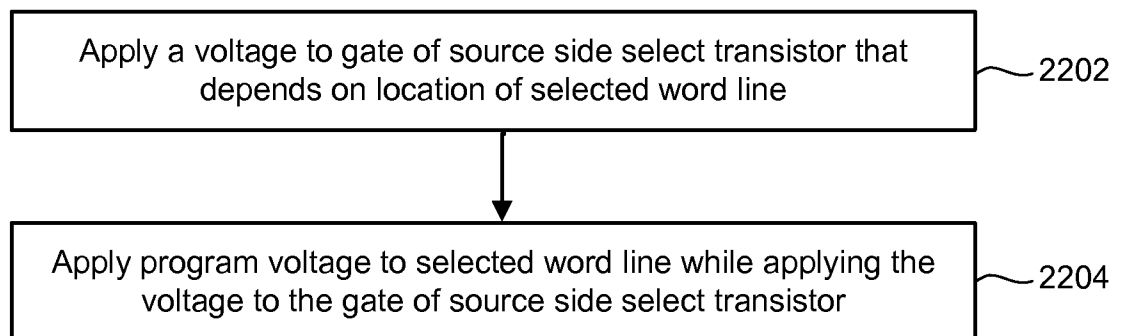 Apply a voltage to gate of source side select transistor that
depends on location of selected word line
2202
Apply program voltage to selected word line while applying the
voltage to the gate of source side select transistor
2204